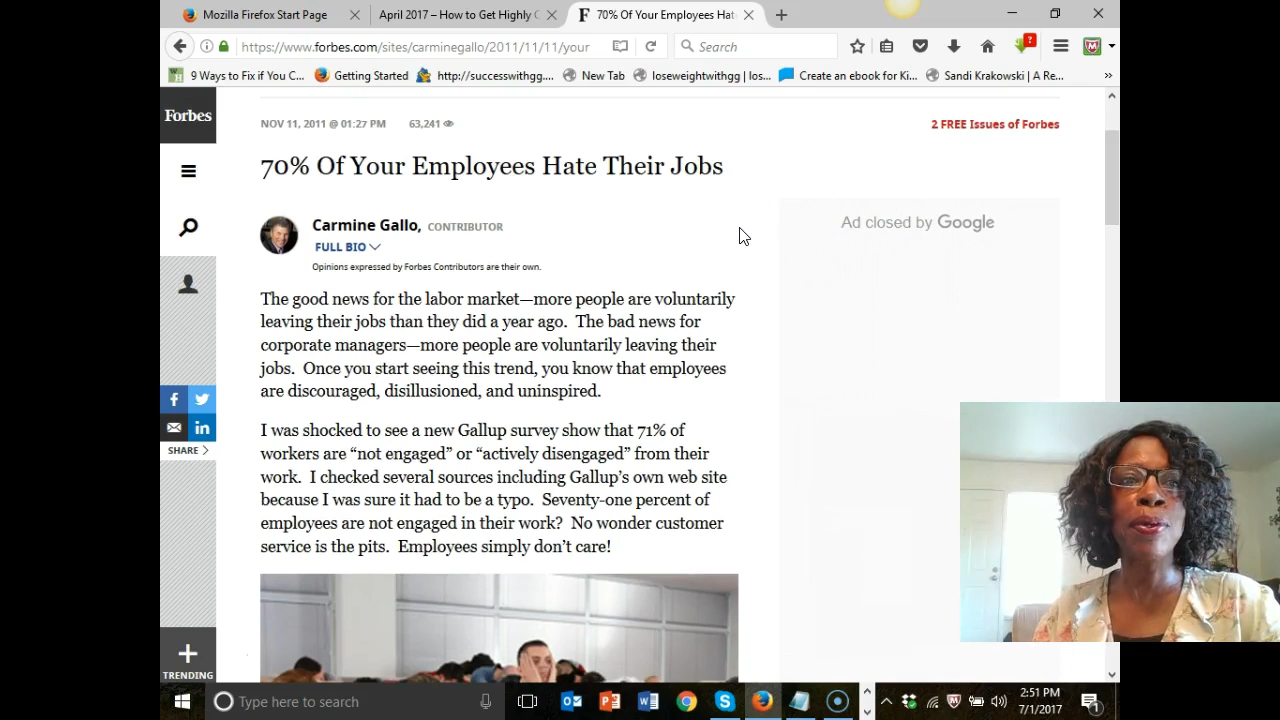 Mozilla Firefox Start Page
April 2017 – How to Get Highly
70% Of Your Employees Hat
https://www.forbes.com/sites/carminegallo/2011/11/11/your
Search
9 Ways to Fix if You C...
Getting Started
http://successwithgg....
New Tab
loseweightwithgg | los...
Create an ebook for Ki...
Sandi Krakowski | A Re...
Forbes
NOV 11, 2011 @ 01:27 PM 63,241
2 FREE Issues of Forbes
70% Of Your Employees Hate Their Jobs
Carmine Gallo, CONTRIBUTOR
FULL BIO
Opinions expressed by Forbes Contributors are their own.
Ad closed by Google
The good news for the labor market—more people are voluntarily
leaving their jobs than they did a year ago. The bad news for
corporate managers—more people are voluntarily leaving their
jobs. Once you start seeing this trend, you know that employees
are discouraged, disillusioned, and uninspired.
I was shocked to see a new Gallup survey show that 71% of
workers are “not engaged” or “actively disengaged” from their
work. I checked several sources including Gallup’s own web site
because I was sure it had to be a typo. Seventy-one percent of
employees are not engaged in their work? No wonder customer
service is the pits. Employees simply don’t care!
SHARE
TRENDING
Type here to search
2:51 PM
7/1/2017